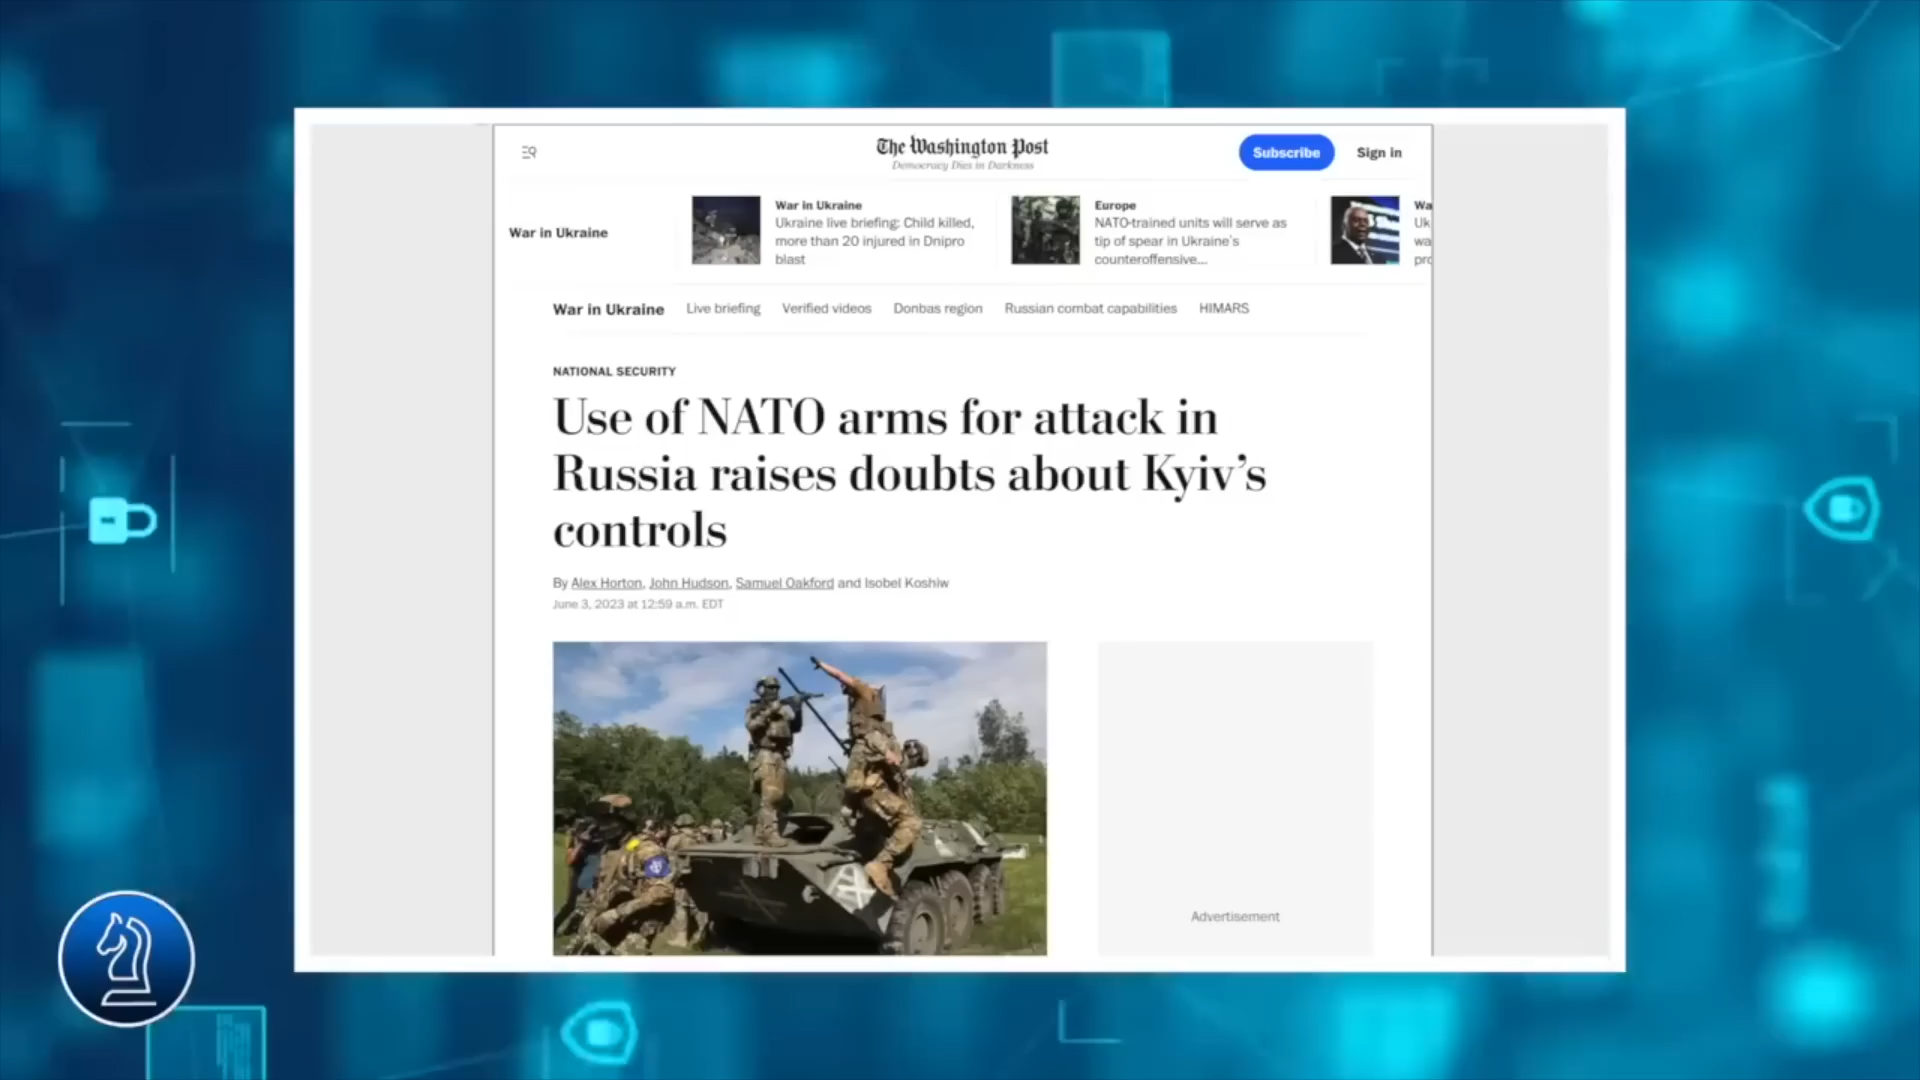 The Washington Post
Democracy Dies in Darkness
Subscribe
Sign in
War in Ukraine
War in Ukraine
Ukraine live briefing: Child killed,
more than 20 injured in Dnipro
blast
Europe
NATO-trained units will serve as
tip of spear in Ukraine's
counteroffensive...
Wa
Uk
wa
pro
War in Ukraine
Live briefing
Verified videos
Donbas region
Russian combat capabilities
HIMARS
NATIONAL SECURITY
Use of NATO arms for attack in
Russia raises doubts about Kyiv’s
controls
By Alex Horton, John Hudson, Samuel Oakford and Isobel Koshiw
June 3, 2023 at 12:59 a.m. EDT
Advertisement